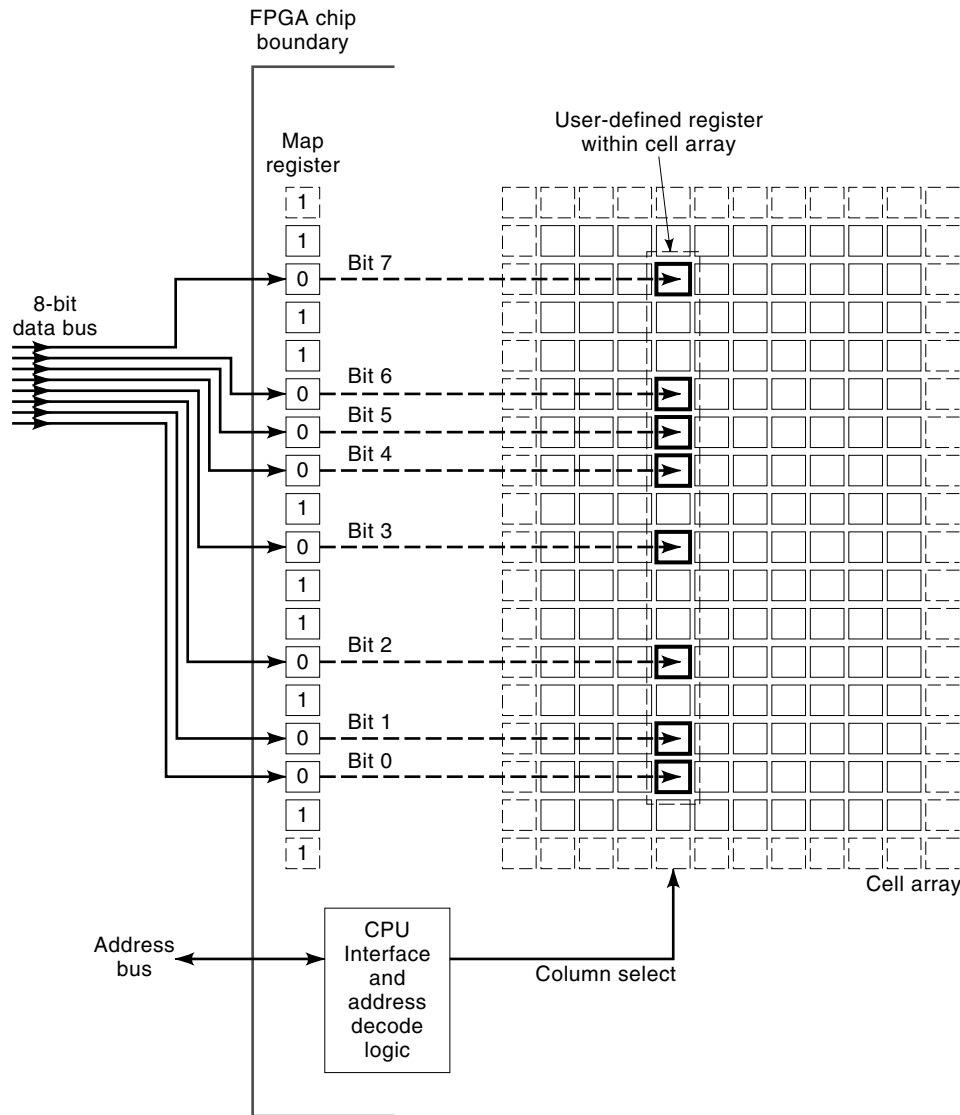 FPGA chip
boundary
User-defined register
within cell array
Map
register
1
1
0
Bit 7
8-bit
data bus
1
1
0
Bit 6
0
Bit 5
0
Bit 4
1
0
Bit 3
1
1
0
Bit 2
1
0
Bit 1
0
Bit 0
1
1
Cell array
Address
bus
CPU
Interface
and
address
decode
logic
Column select